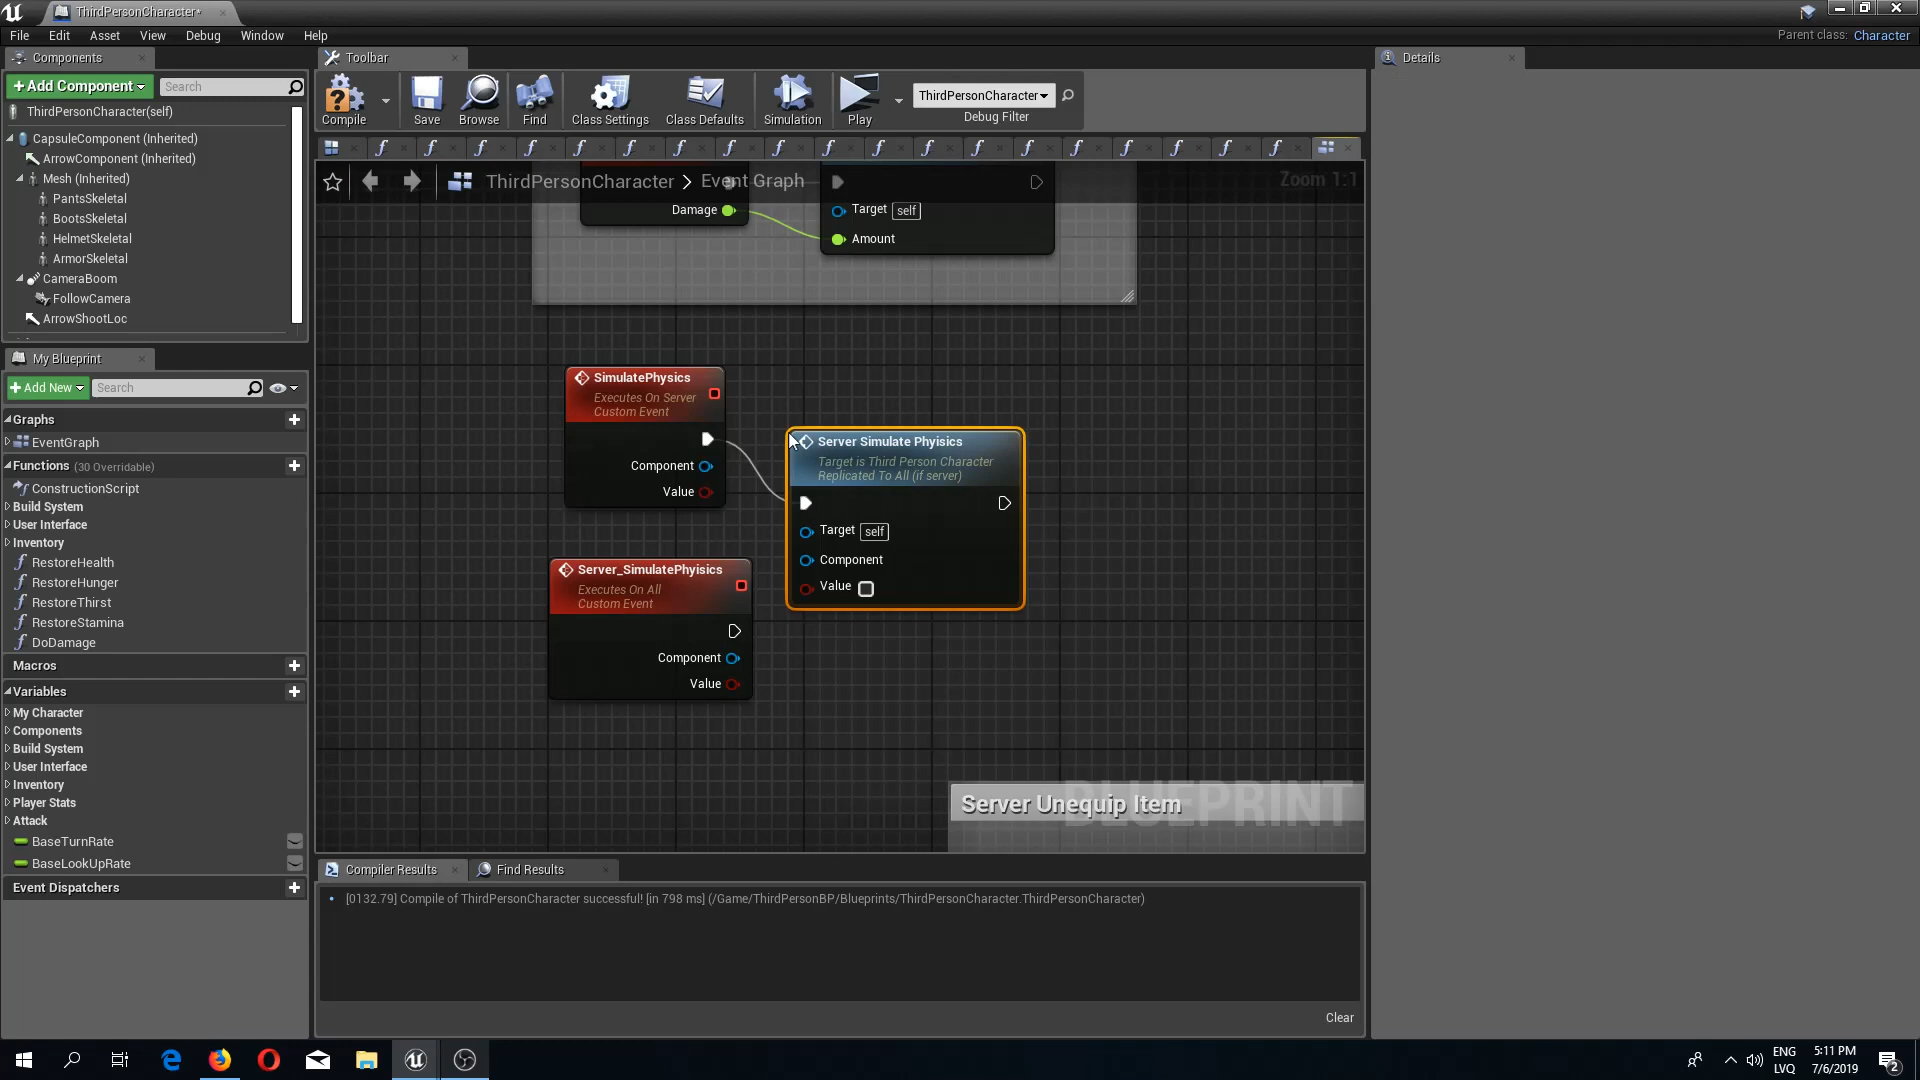 ThirdPersonCharacter*
File Edit Asset View Debug Window Help
Parent class: Character
Components
Toolbar
Details
+Add Component
Search
ThirdPersonCharacter(self)
CapsuleComponent (Inherited)
ArrowComponent (Inherited)
Mesh (Inherited)
PantsSkeletal
BootsSkeletal
HelmetSkeletal
ArmorSkeletal
CameraBoom
FollowCamera
ArrowShootLoc
Compile
Save
Browse
Find
Class Settings
Class Defaults
Simulation
Play
ThirdPersonCharacter
Debug Filter
ThirdPersonCharacter > Event Graph
Zoom 1:1
Damage
Target self
Amount
SimulatePhysics
Executes On Server
Custom Event
Component
Value
Server Simulate Phyisics
Target is Third Person Character
Replicated To All (if server)
Target self
Component
Value
Server_SimulatePhyisics
Executes On All
Custom Event
Component
Value
Server Unequip Item
BLUEPRINT
My Blueprint
+Add New
Search
Graphs
EventGraph
Functions (30 Overridable)
ConstructionScript
Build System
User Interface
Inventory
RestoreHealth
RestoreHunger
RestoreThirst
RestoreStamina
DoDamage
Macros
Variables
My Character
Components
Build System
User Interface
Inventory
Player Stats
Attack
BaseTurnRate
BaseLookUpRate
Event Dispatchers
Compiler Results
Find Results
[0132.79] Compile of ThirdPersonCharacter successful! [in 798 ms] (/Game/ThirdPersonBP/Blueprints/ThirdPersonCharacter.ThirdPersonCharacter)
Clear
ENG
LVQ
5:11 PM
7/6/2019
2